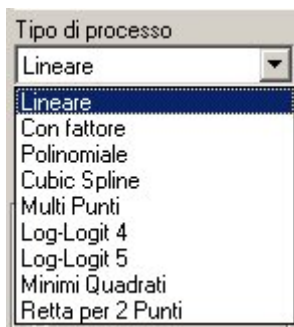 Tipo di processo
Lineare
Lineare
Con fattore
Polinomiale
Cubic Spline
Multi Punti
Log-Logit 4
Log-Logit 5
Minimi Quadrati
Retta per 2 Punti